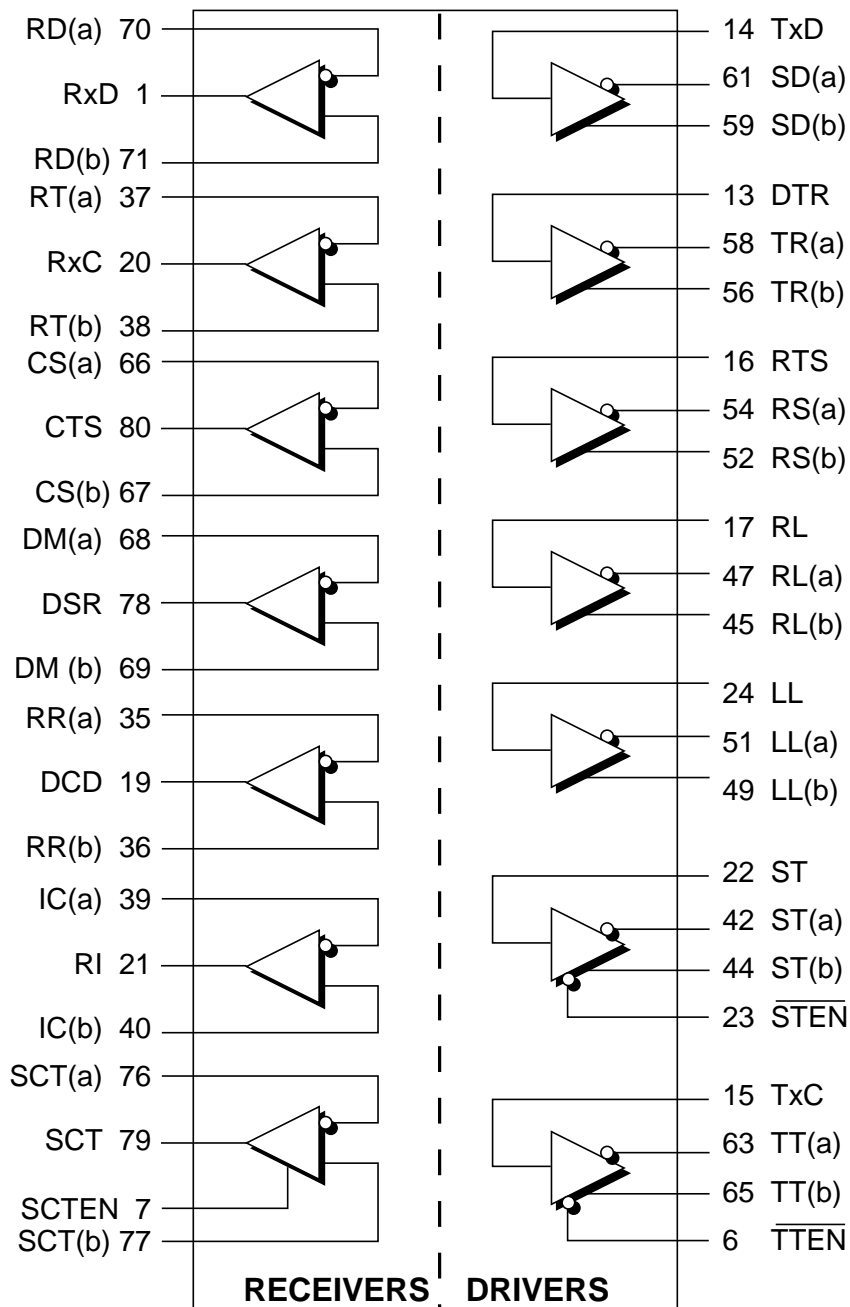 RD(a) 70
RxD 1
RD(b) 71
RT(a) 37
RxC 20
RT(b) 38
CS(a) 66
CTS 80
CS(b) 67
DM(a) 68
DSR 78
DM (b) 69
RR(a) 35
DCD 19
RR(b) 36
IC(a) 39
RI 21
IC(b) 40
SCT(a) 76
SCT 79
SCTEN 7
SCT(b) 77
RECEIVERS
14 TxD
61 SD(a)
59 SD(b)
13 DTR
58 TR(a)
56 TR(b)
16 RTS
54 RS(a)
52 RS(b)
17 RL
47 RL(a)
45 RL(b)
24 LL
51 LL(a)
49 LL(b)
22 ST
42 ST(a)
44 ST(b)
23 S̅T̅E̅N̅
15 TxC
63 TT(a)
65 TT(b)
6 T̅T̅E̅N̅
DRIVERS